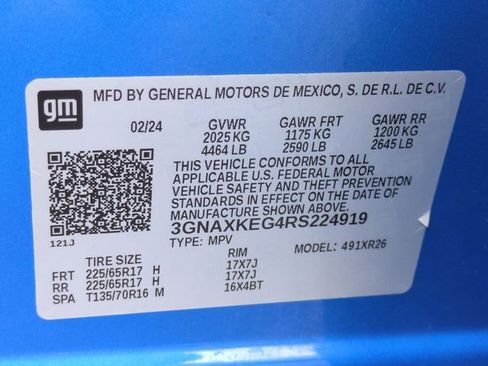 gm
MFD BY GENERAL MOTORS DE MEXICO, S. DE R.L. DE C.V.
02/24 GVWR GAWR FRT GAWR RR
2025 KG 1175 KG 1200 KG
4464 LB 2590 LB 2645 LB
THIS VEHICLE CONFORMS TO ALL
APPLICABLE U.S. FEDERAL MOTOR
VEHICLE SAFETY AND THEFT PREVENTION
STANDARDS IN EFFECT ON THE DATE OF
MANUFACTURE SHOWN ABOVE.
3GNAXKEG4RS224919
121J
TYPE: MPV MODEL: 491XR26
TIRE SIZE RIM
FRT 225/65R17 H 17X7J
RR 225/65R17 H 17X7J
SPA T135/70R16 M 16X4BT